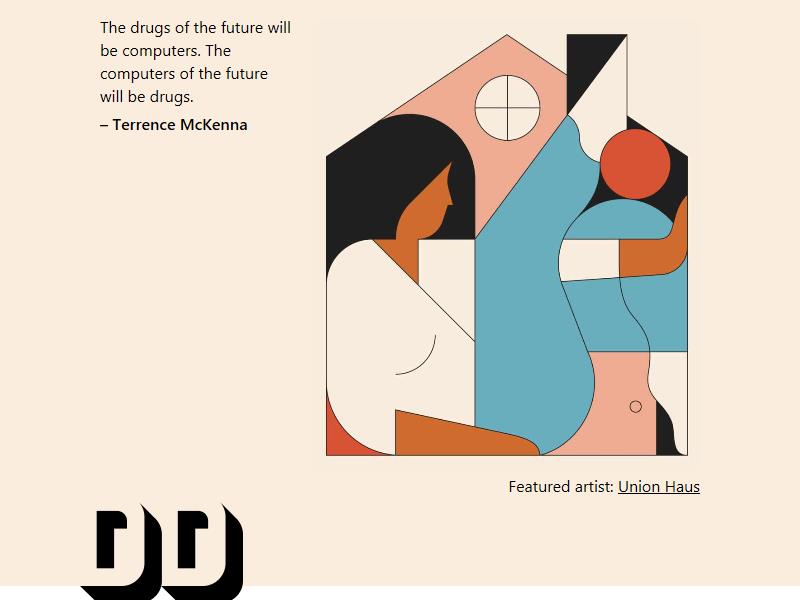 The drugs of the future will
be computers. The
computers of the future
will be drugs.
– Terrence McKenna
Featured artist: Union Haus
DD